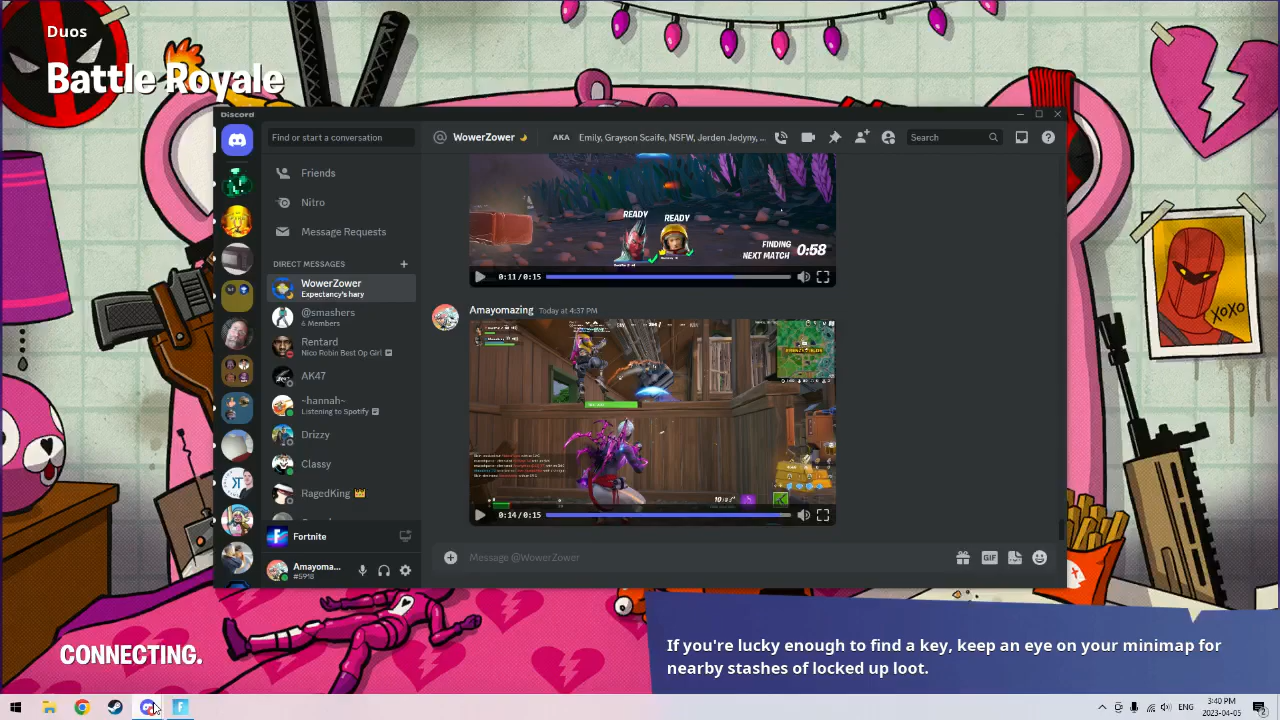 Duos
Battle Royale
Discord
Find or start a conversation
WowerZower
AKA
Emily, Grayson Scaife, NSFW, Jerden Jedyny, ...
Search
Friends
Nitro
Message Requests
DIRECT MESSAGES
WowerZower
Expectancy's hary
@smashers
6 Members
Rentard
Nico Robin Best Op Girl
AK47
~hannah~
Listening to Spotify
Drizzy
Classy
RagedKing
Fortnite
Amayoma...
#5918
READY
READY
FINDING
NEXT MATCH
0:58
0:11/0:15
Amayomazing Today at 4:37 PM
0:14/0:15
Message @WowerZower
GIF
XOXO
CONNECTING.
If you're lucky enough to find a key, keep an eye on your minimap for
nearby stashes of locked up loot.
ENG
3:40 PM
2023-04-05